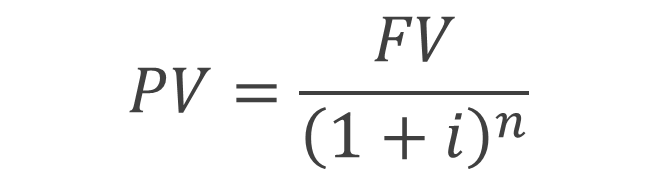 PV = FV / (1 + i)^n